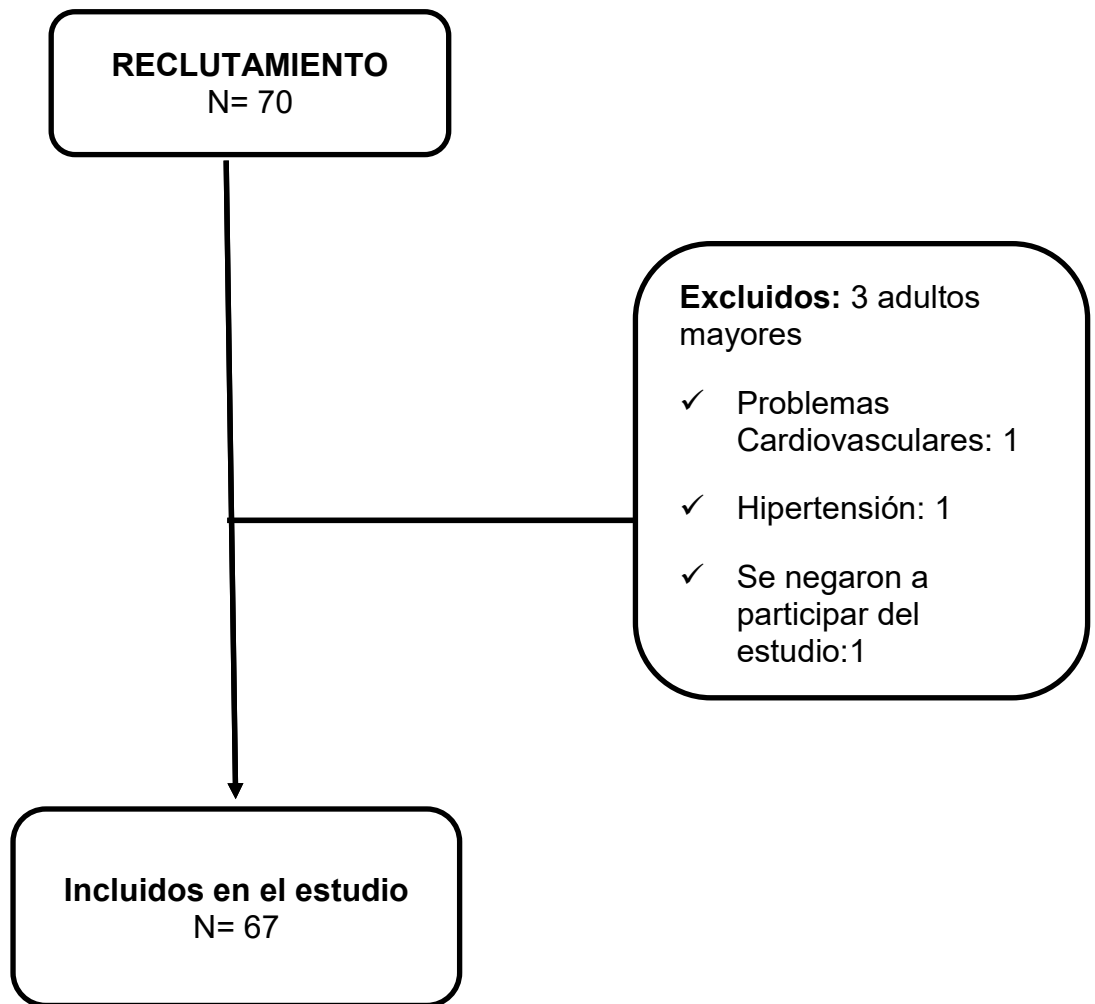 RECLUTAMIENTO
N= 70
Excluidos: 3 adultos
mayores
✓ Problemas
Cardiovasculares: 1
✓ Hipertensión: 1
✓ Se negaron a
participar del
estudio:1
Incluidos en el estudio
N= 67